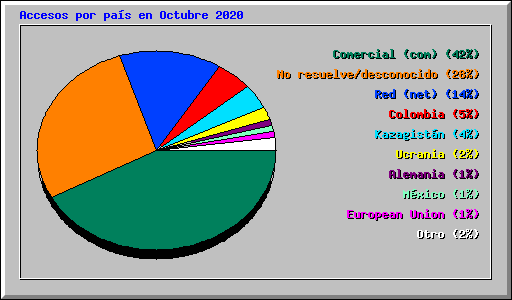 Accesos por país en Octubre 2020
Comercial (com) (42%)
No resuelve/desconocido (28%)
Red (net) (14%)
Colombia (5%)
Kazagistán (4%)
Ucrania (2%)
Alemania (1%)
México (1%)
European Union (1%)
Otro (2%)